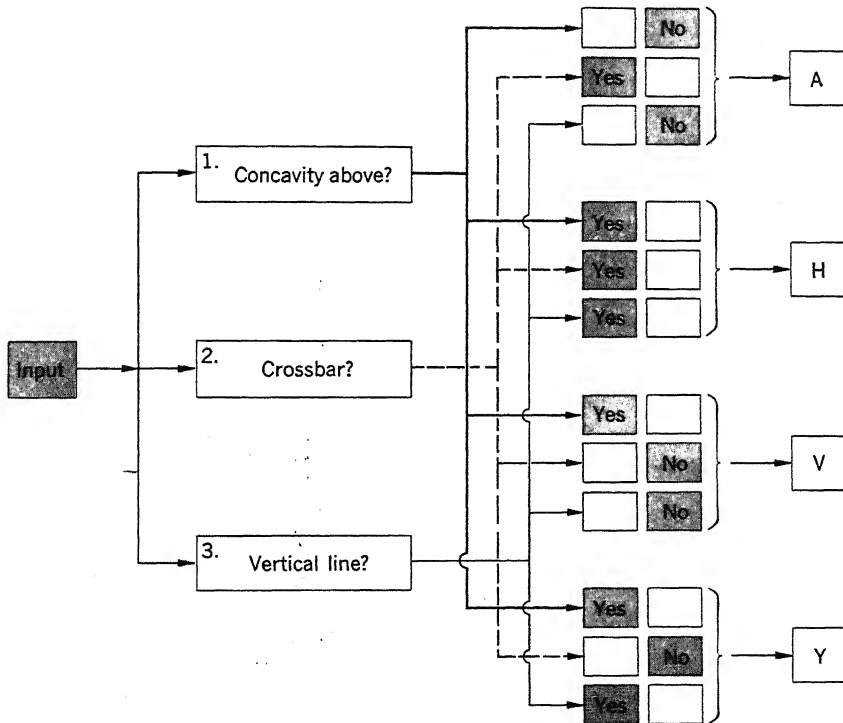 No
Yes
A
No
1.
Concavity above?
Yes
Yes
H
Yes
Input
2.
Crossbar?
Yes
No
V
No
3.
Vertical line?
Yes
No
Y
Yes